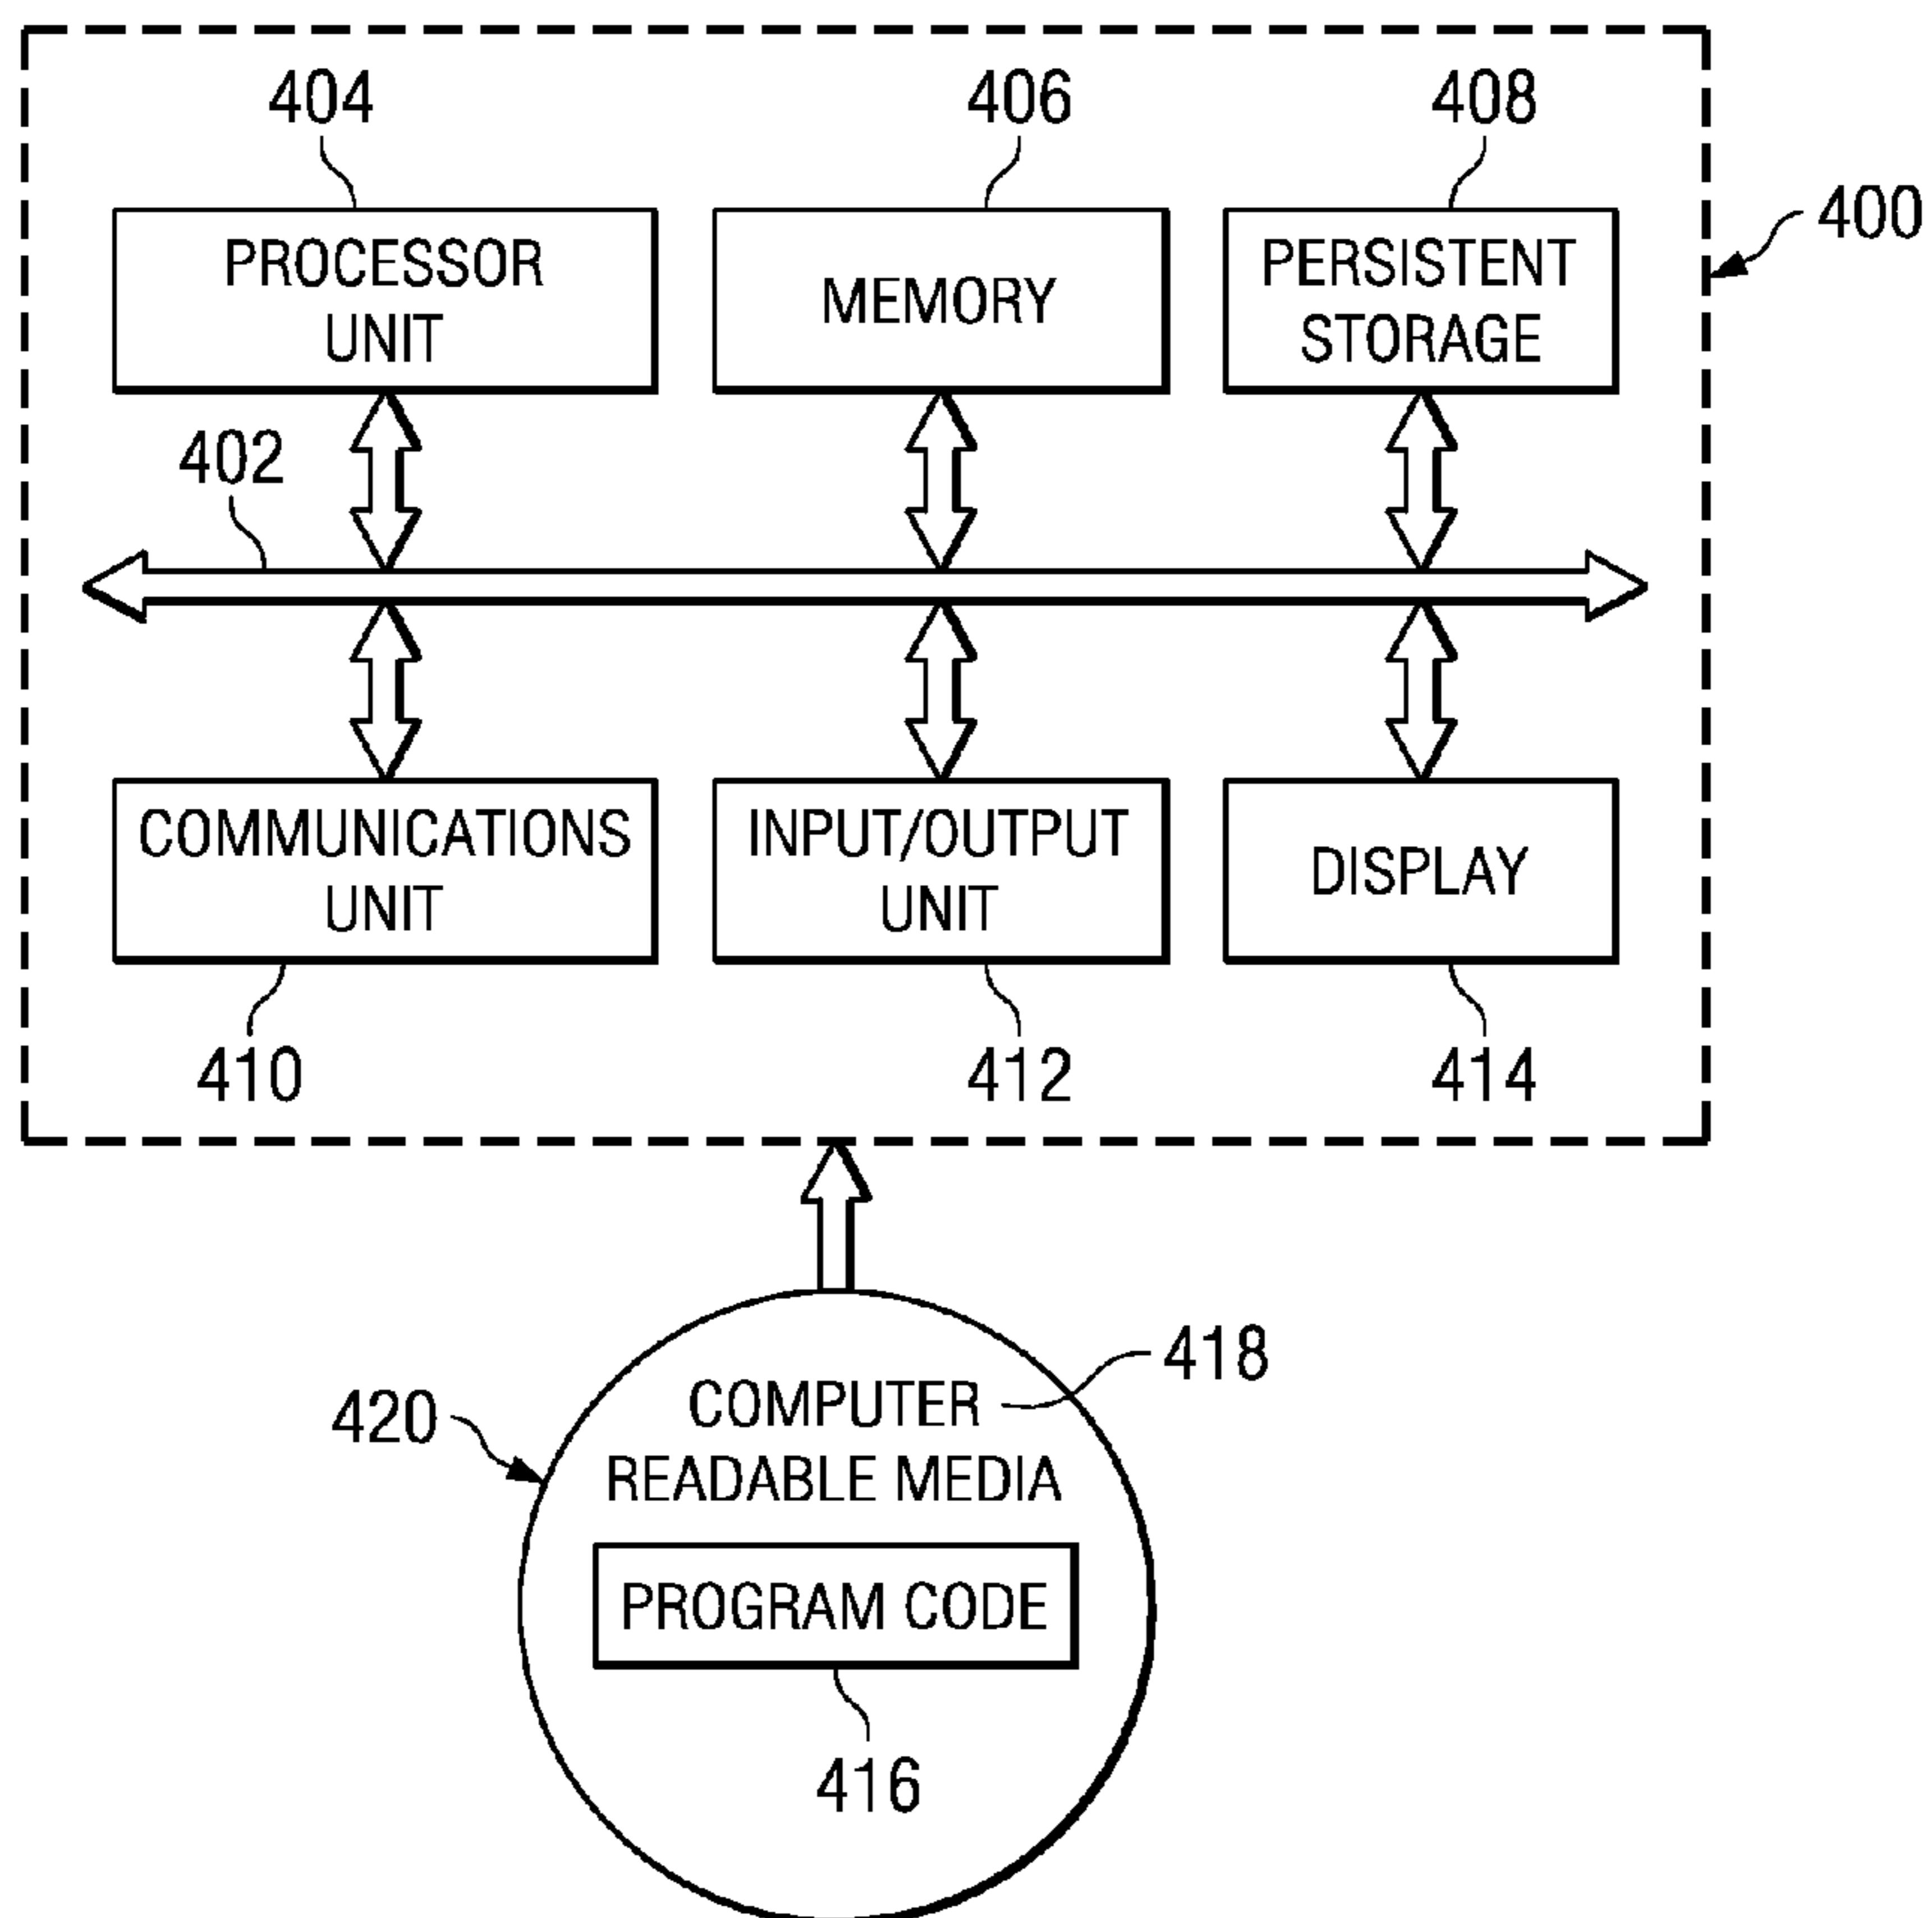 404
406
408
400
PROCESSOR
UNIT
MEMORY
PERSISTENT
STORAGE
402
COMMUNICATIONS
UNIT
INPUT/OUTPUT
UNIT
DISPLAY
410
412
414
418
420
COMPUTER
READABLE MEDIA
PROGRAM CODE
416